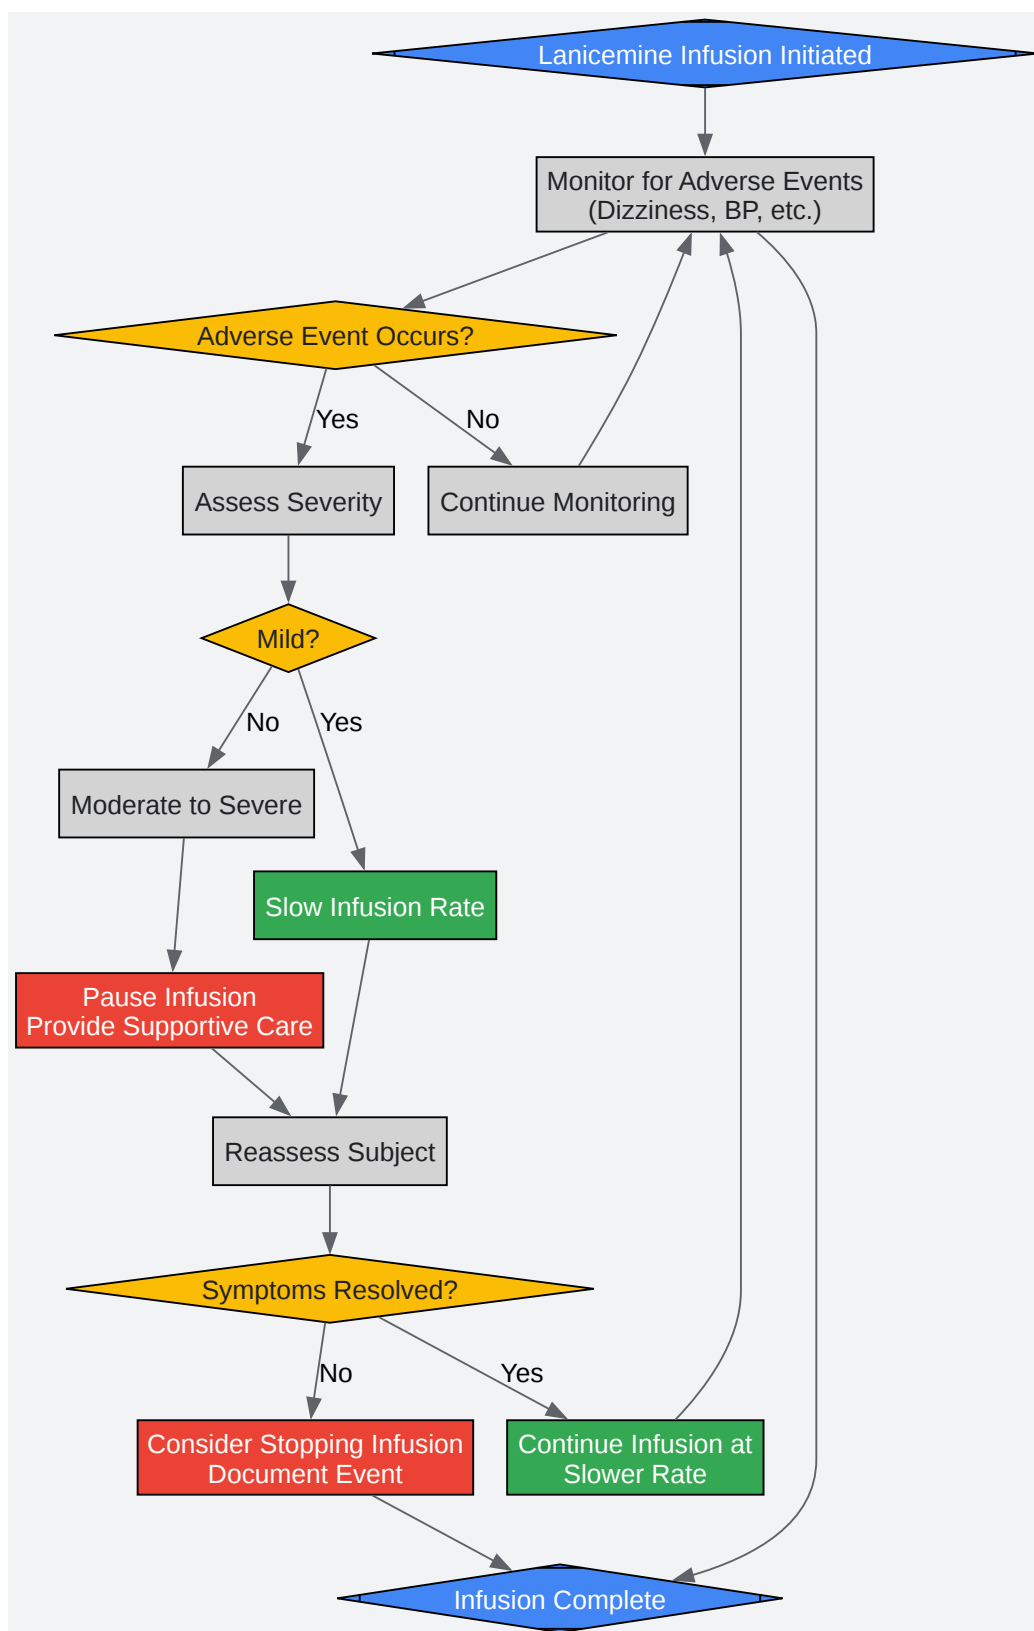 Lanicemine Infusion Initiated
Monitor for Adverse Events
(Dizziness, BP, etc.)
Adverse Event Occurs?
Yes
No
Assess Severity
Continue Monitoring
Mild?
No
Yes
Moderate to Severe
Slow Infusion Rate
Pause Infusion
Provide Supportive Care
Reassess Subject
Symptoms Resolved?
No
Yes
Consider Stopping Infusion
Document Event
Continue Infusion at
Slower Rate
Infusion Complete